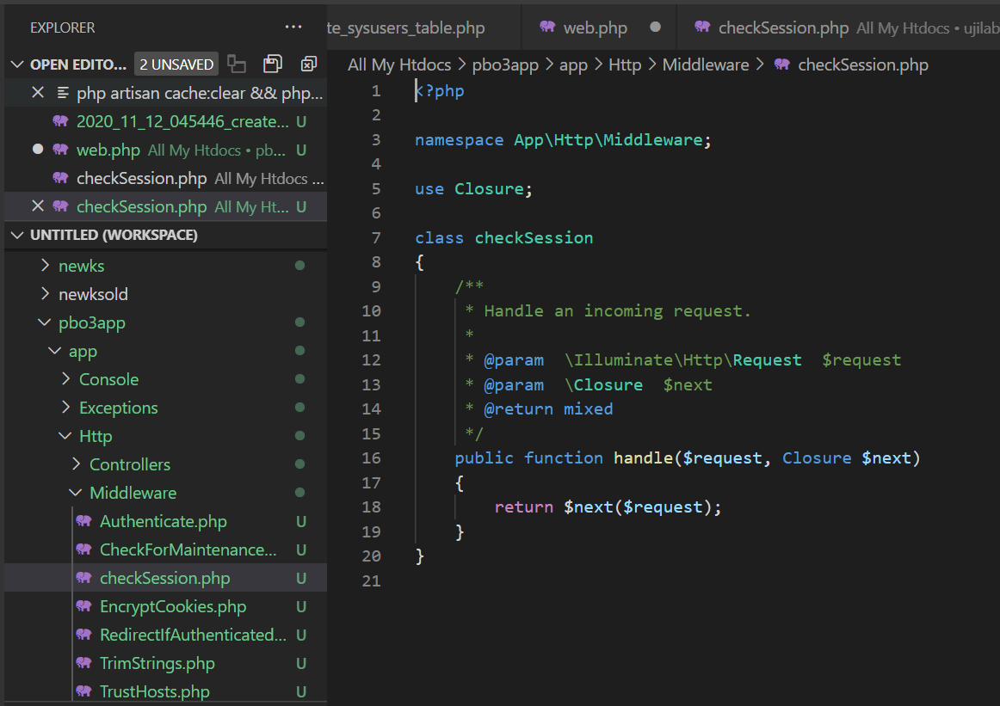 EXPLORER ...
OPEN EDITO... 2 UNSAVED
php artisan cache:clear && php...
2020_11_12_045446_create... U
web.php All My Htdocs • pb... U
checkSession.php All My Htdocs ...
checkSession.php All My Ht... U
UNTITLED (WORKSPACE)
newks
newksold
pbo3app
app
Console
Exceptions
Http
Controllers
Middleware
Authenticate.php U
CheckForMaintenance... U
checkSession.php U
EncryptCookies.php U
RedirectIfAuthenticated... U
TrimStrings.php U
TrustHosts.php U
te_sysusers_table.php web.php checkSession.php All My Htdocs • ujilab
All My Htdocs > pbo3app > app > Http > Middleware > checkSession.php
1 <?php
2
3 namespace App\Http\Middleware;
4
5 use Closure;
6
7 class checkSession
8 {
9 /**
10 * Handle an incoming request.
11 *
12 * @param \Illuminate\Http\Request $request
13 * @param \Closure $next
14 * @return mixed
15 */
16 public function handle($request, Closure $next)
17 {
18 return $next($request);
19 }
20 }
21